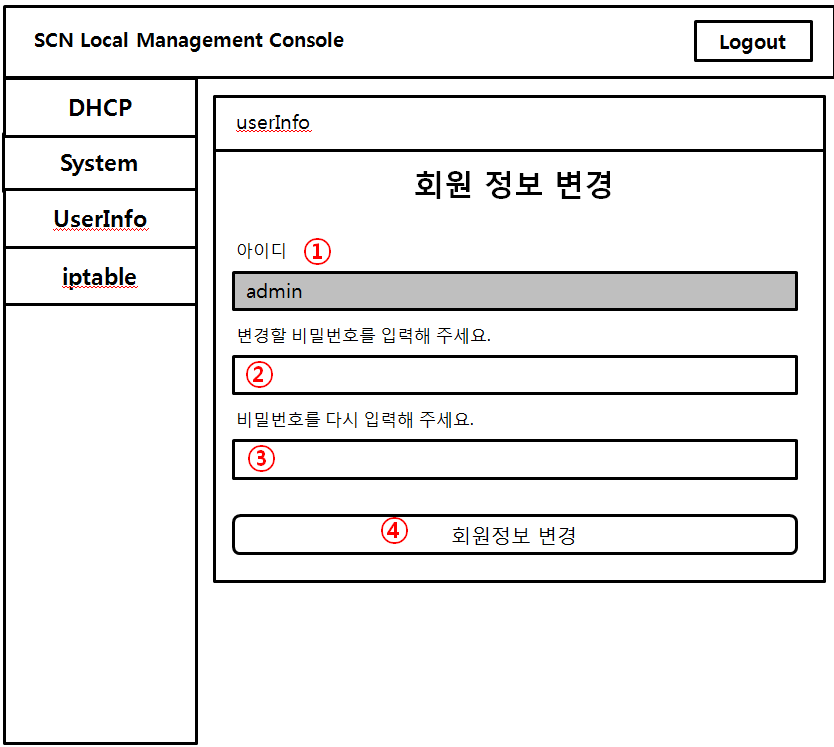 SCN Local Management Console
Logout
DHCP
System
UserInfo
iptable
userInfo
회원 정보 변경
아이디 ①
admin
변경할 비밀번호를 입력해 주세요.
②
비밀번호를 다시 입력해 주세요.
③
④ 회원정보 변경